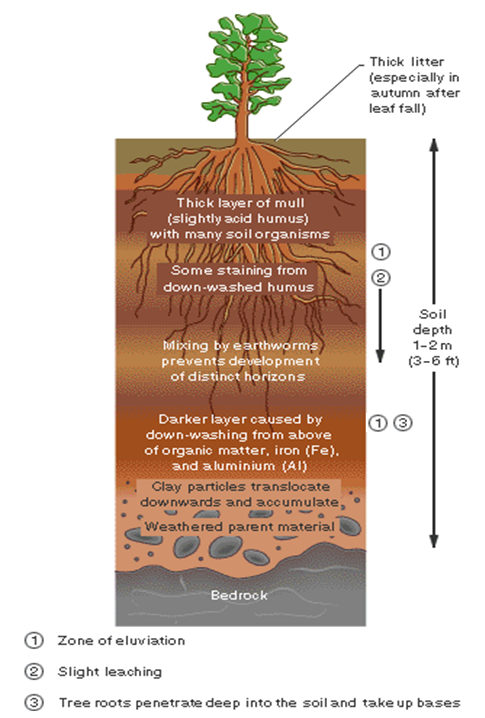 Thick litter
(especially in
autumn after
leaf fall)
Thick layer of mull
(slightly acid humus)
with many soil organisms
①
Some staining from
down-washed humus
②
Soil
depth
1–2 m
(3–6 ft)
Mixing by earthworms
prevents development
of distinct horizons
Darker layer caused by
down-washing from above
of organic matter, iron (Fe),
and aluminium (Al)
① ③
Clay particles translocate
downwards and accumulate
Weathered parent material
Bedrock
① Zone of eluviation
② Slight leaching
③ Tree roots penetrate deep into the soil and take up bases